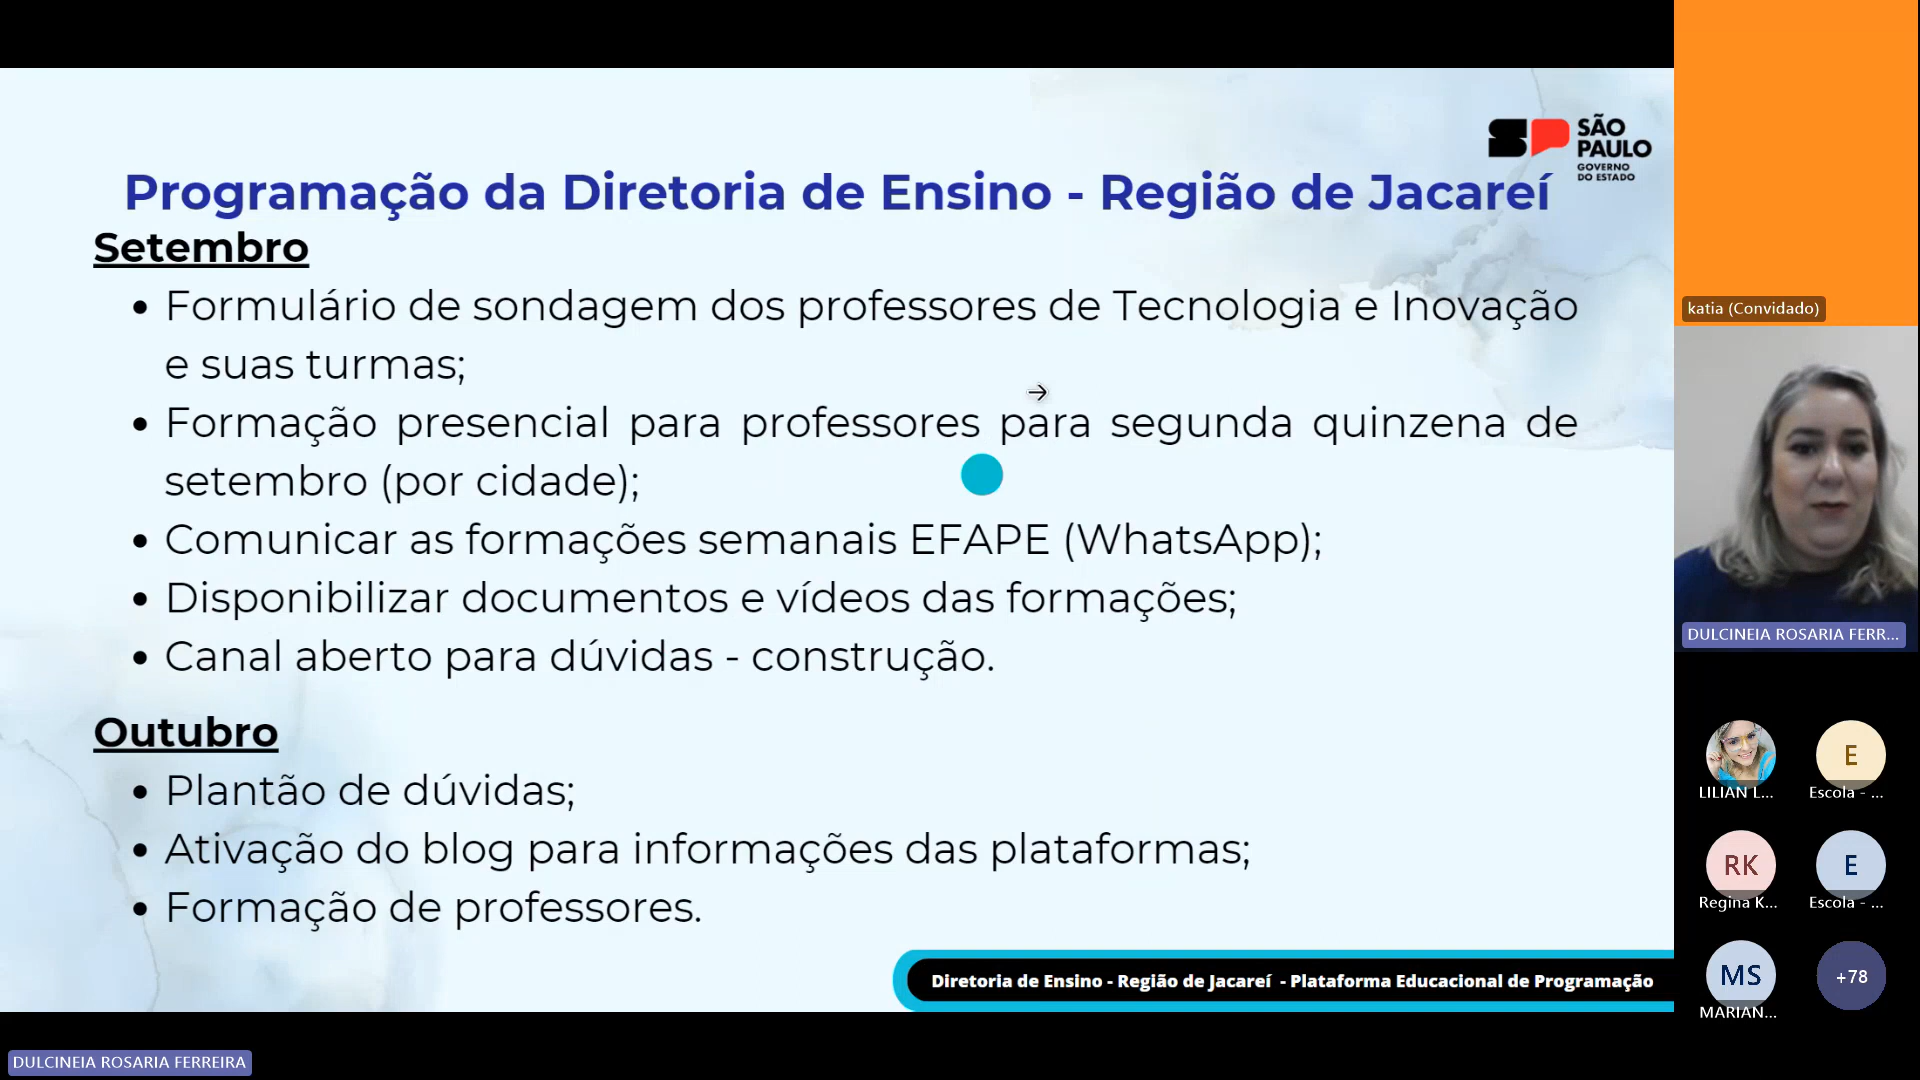 SÃO
PAULO
GOVERNO
DO ESTADO
Programação da Diretoria de Ensino - Região de Jacareí
Setembro
• Formulário de sondagem dos professores de Tecnologia e Inovação
e suas turmas;
• Formação presencial para professores para segunda quinzena de
setembro (por cidade);
• Comunicar as formações semanais EFAPE (WhatsApp);
• Disponibilizar documentos e vídeos das formações;
• Canal aberto para dúvidas - construção.
Outubro
• Plantão de dúvidas;
• Ativação do blog para informações das plataformas;
• Formação de professores.
Diretoria de Ensino - Região de Jacareí - Plataforma Educacional de Programação
DULCINEIA ROSARIA FERREIRA
katia (Convidado)
DULCINEIA ROSARIA FERR...
LILIAN L...
E
Escola - ...
RK
Regina K...
E
Escola - ...
MS
MARIAN...
+78